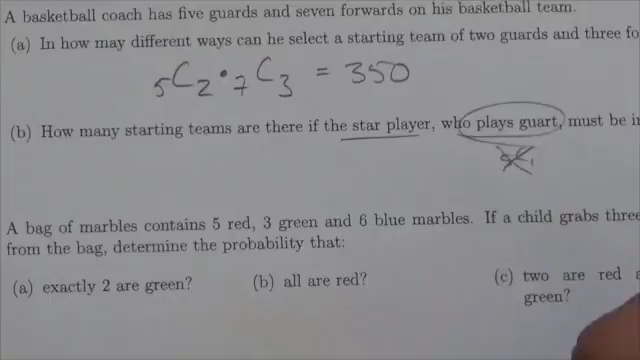 A basketball coach has five guards and seven forwards on his basketball team.
(a) In how may different ways can he select a starting team of two guards and three fo
₅C₂ • ₇C₃ = 350
(b) How many starting teams are there if the star player, who plays guart, must be in
A bag of marbles contains 5 red, 3 green and 6 blue marbles. If a child grabs three
from the bag, determine the probability that:
(a) exactly 2 are green? (b) all are red? (c) two are red a
green?